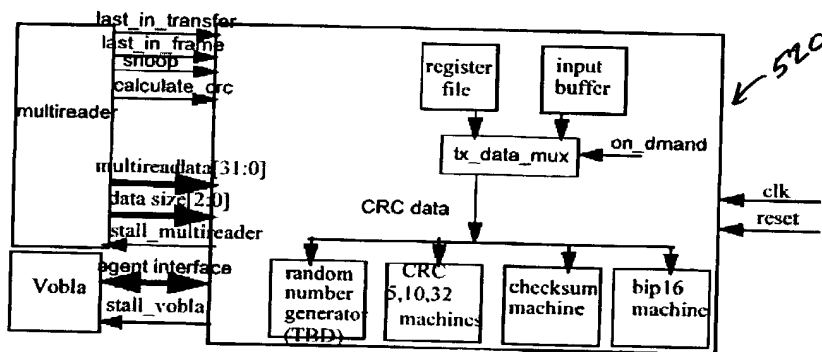 last_in_transfer
last_in_frame
snoop
calculate_crc
multireader
multireaddata[31:0]
data size[2:0]
stall_multireader
agent interface
Vobla
stall_vobla
register
file
input
buffer
tx_data_mux
on_dmand
CRC data
random
number
generator
(TBD)
CRC
5,10,32
machines
checksum
machine
bip16
machine
clk
reset
520